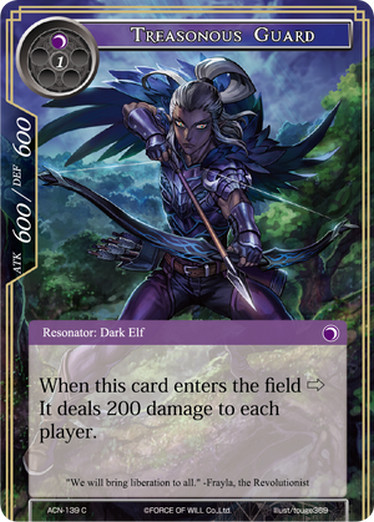 1
TREASONOUS GUARD
ATK 600 / DEF 600
Resonator: Dark Elf
When this card enters the field ⇨
It deals 200 damage to each
player.
"We will bring liberation to all." -Frayla, the Revolutionist
ACN-139 C ©FORCE OF WILL Co.,Ltd. Illust/touge369